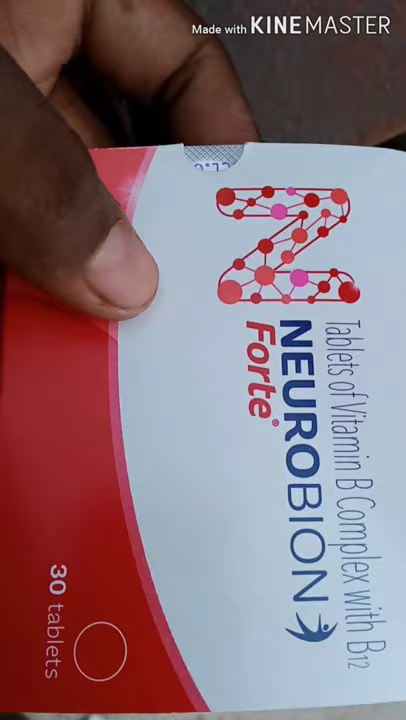 Made with KINEMASTER
Tablets of Vitamin B Complex with B12
NEUROBION
Forte®
30 tablets